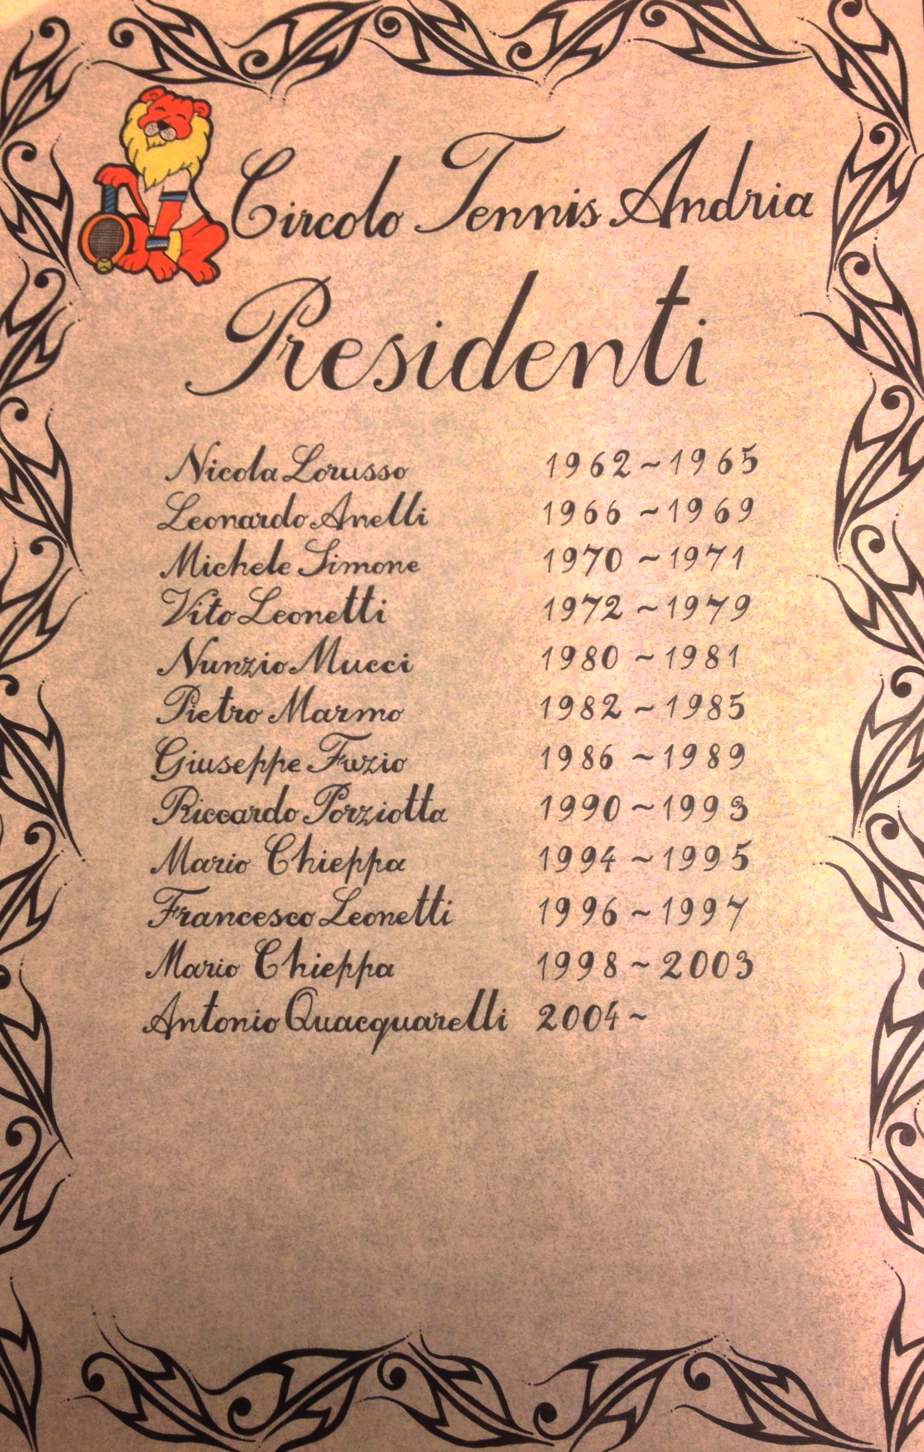 Circolo Tennis Andria
Presidenti
Nicola Lorusso 1962 ~ 1965
Leonardo Anelli 1966 ~ 1969
Michele Simone 1970 ~ 1971
Vito Leonetti 1972 ~ 1979
Nunzio Mucci 1980 ~ 1981
Pietro Marmo 1982 ~ 1985
Giuseppe Fuzio 1986 ~ 1989
Riccardo Porziotta 1990 ~ 1993
Mario Chieppa 1994 ~ 1995
Francesco Leonetti 1996 ~ 1997
Mario Chieppa 1998 ~ 2003
Antonio Quacquarelli 2004 ~